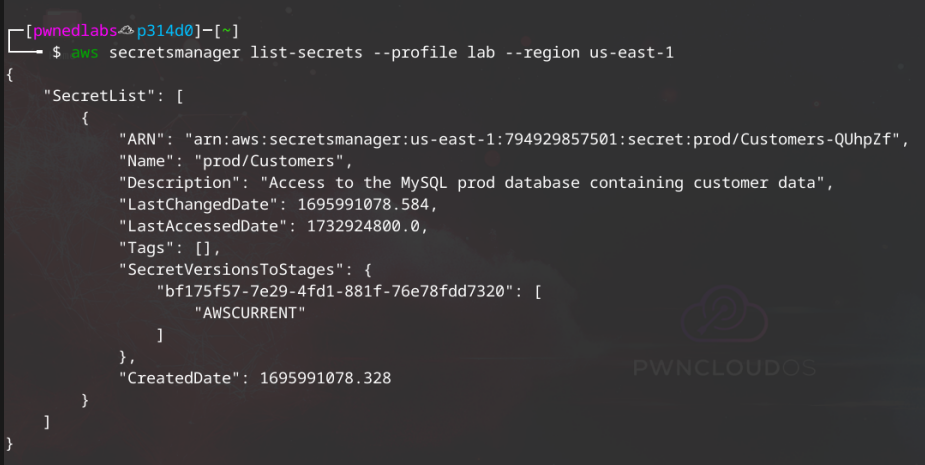 ┌─[pwnedlabs☁p314d0]─[~]
└──╼ $ aws secretsmanager list-secrets --profile lab --region us-east-1
{
    "SecretList": [
        {
            "ARN": "arn:aws:secretsmanager:us-east-1:794929857501:secret:prod/Customers-QUhpZf",
            "Name": "prod/Customers",
            "Description": "Access to the MySQL prod database containing customer data",
            "LastChangedDate": 1695991078.584,
            "LastAccessedDate": 1732924800.0,
            "Tags": [],
            "SecretVersionsToStages": {
                "bf175f57-7e29-4fd1-881f-76e78fdd7320": [
                    "AWSCURRENT"
                ]
            },
            "CreatedDate": 1695991078.328
        }
    ]
}
PWNCLOUDOS